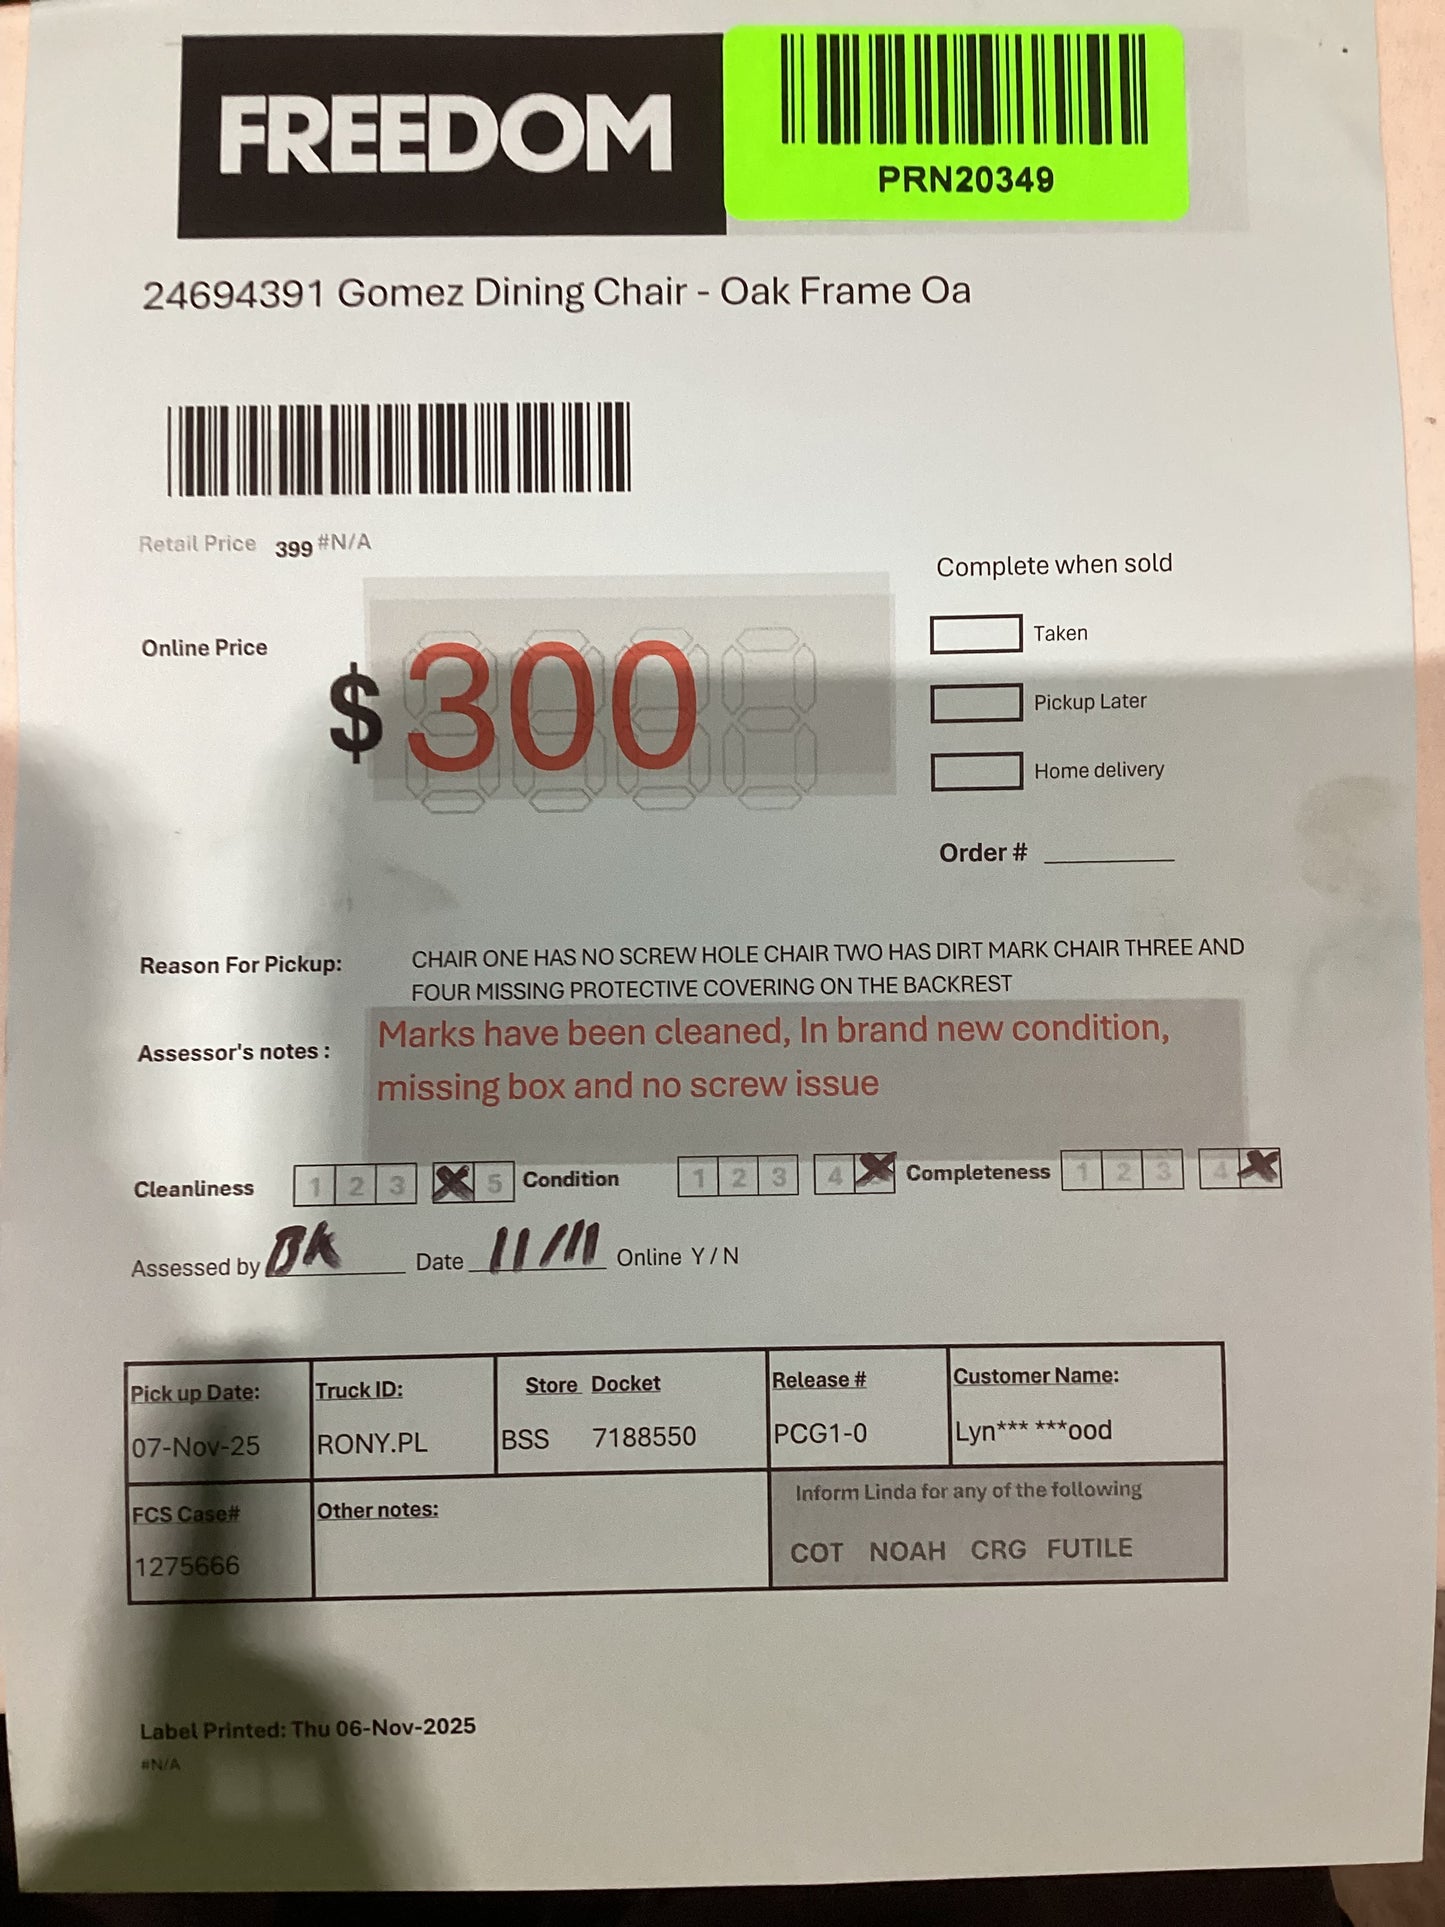 FREEDOM
PRN20349
24694391 Gomez Dining Chair - Oak Frame Oa
Retail Price 399 #N/A
Complete when sold
Online Price
$ 300
Taken
Pickup Later
Home delivery
Order #
Reason For Pickup: CHAIR ONE HAS NO SCREW HOLE CHAIR TWO HAS DIRT MARK CHAIR THREE AND
FOUR MISSING PROTECTIVE COVERING ON THE BACKREST
Assessor's notes : Marks have been cleaned, In brand new condition,
missing box and no screw issue
Cleanliness 1 2 3 X 5 Condition 1 2 3 4 X Completeness 1 2 3 4 X
Assessed by BK Date 11/11 Online Y / N
Pick up Date: Truck ID: Store Docket Release # Customer Name:
07-Nov-25 RONY.PL BSS 7188550 PCG1-0 Lyn*** ***ood
FCS Case# Other notes: Inform Linda for any of the following
1275666 COT NOAH CRG FUTILE
Label Printed: Thu 06-Nov-2025
#N/A